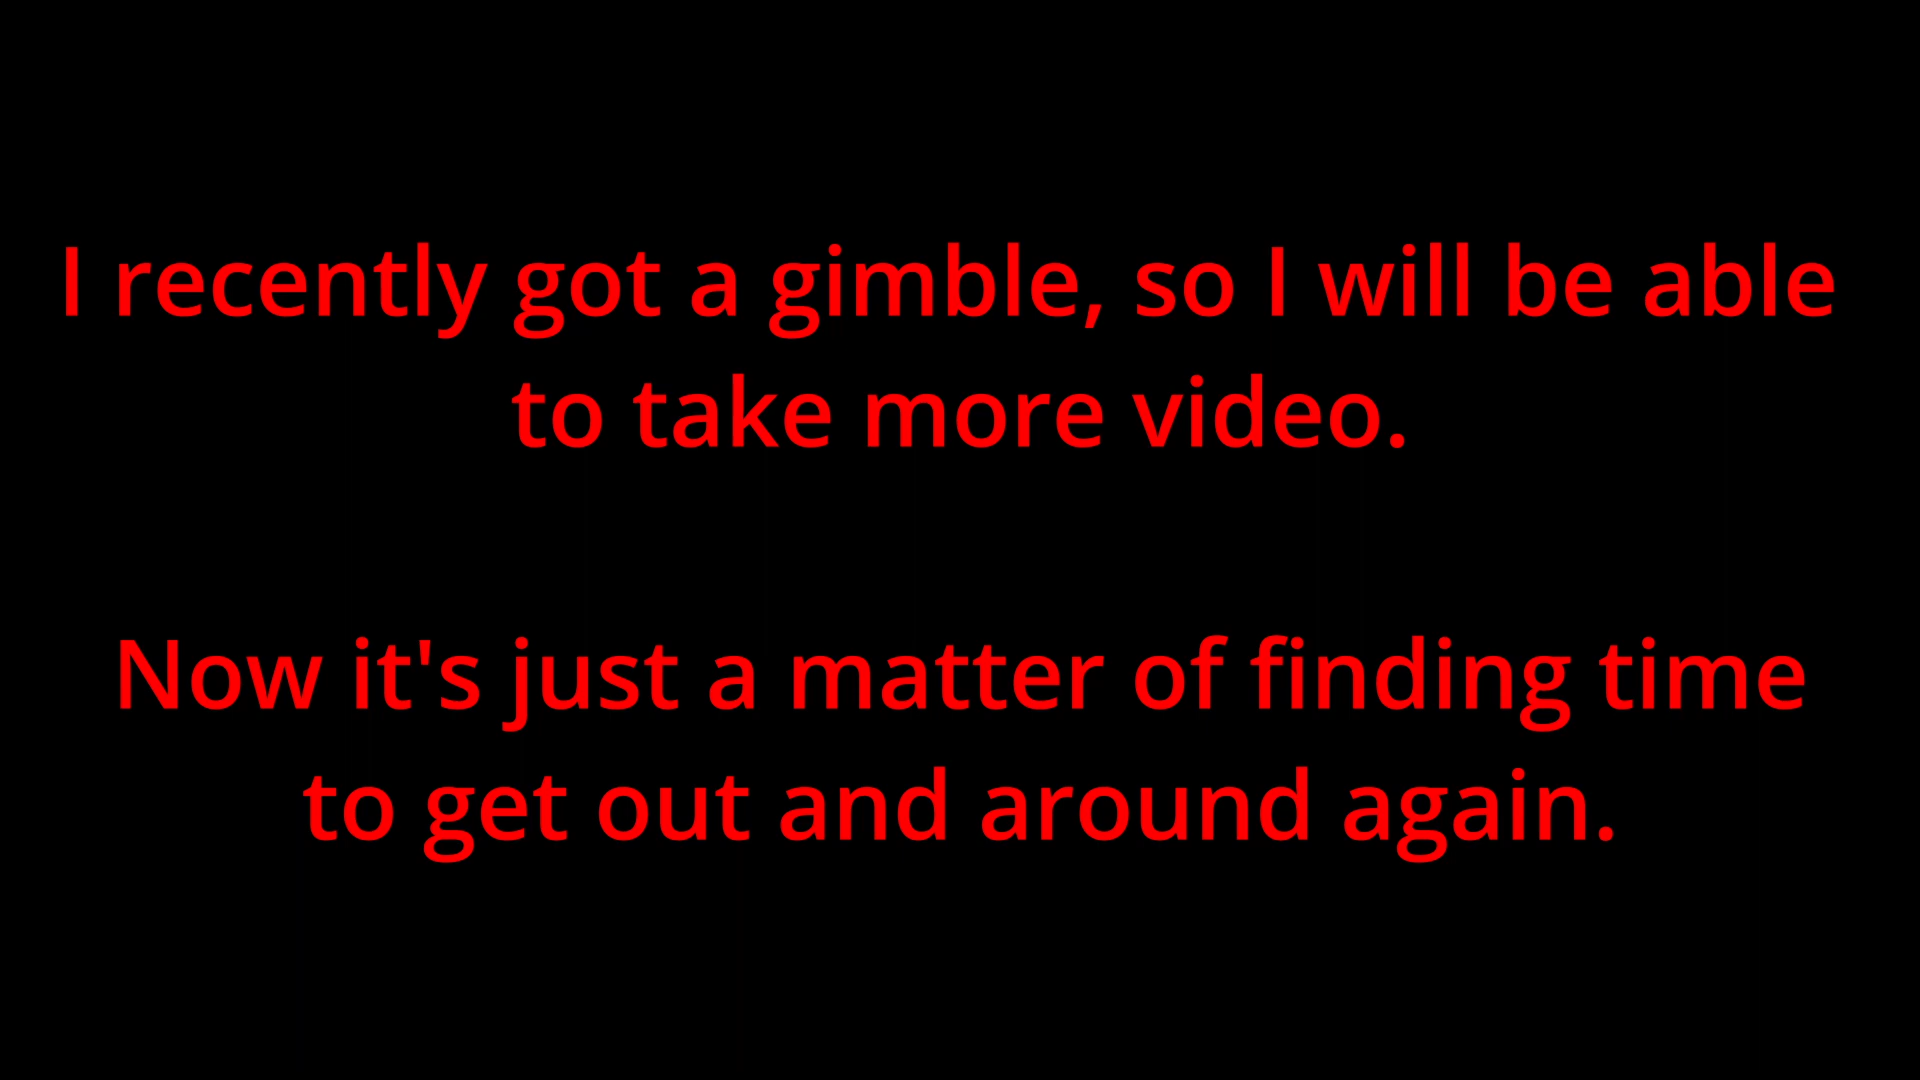 I recently got a gimble, so I will be able
to take more video.
Now it's just a matter of finding time
to get out and around again.